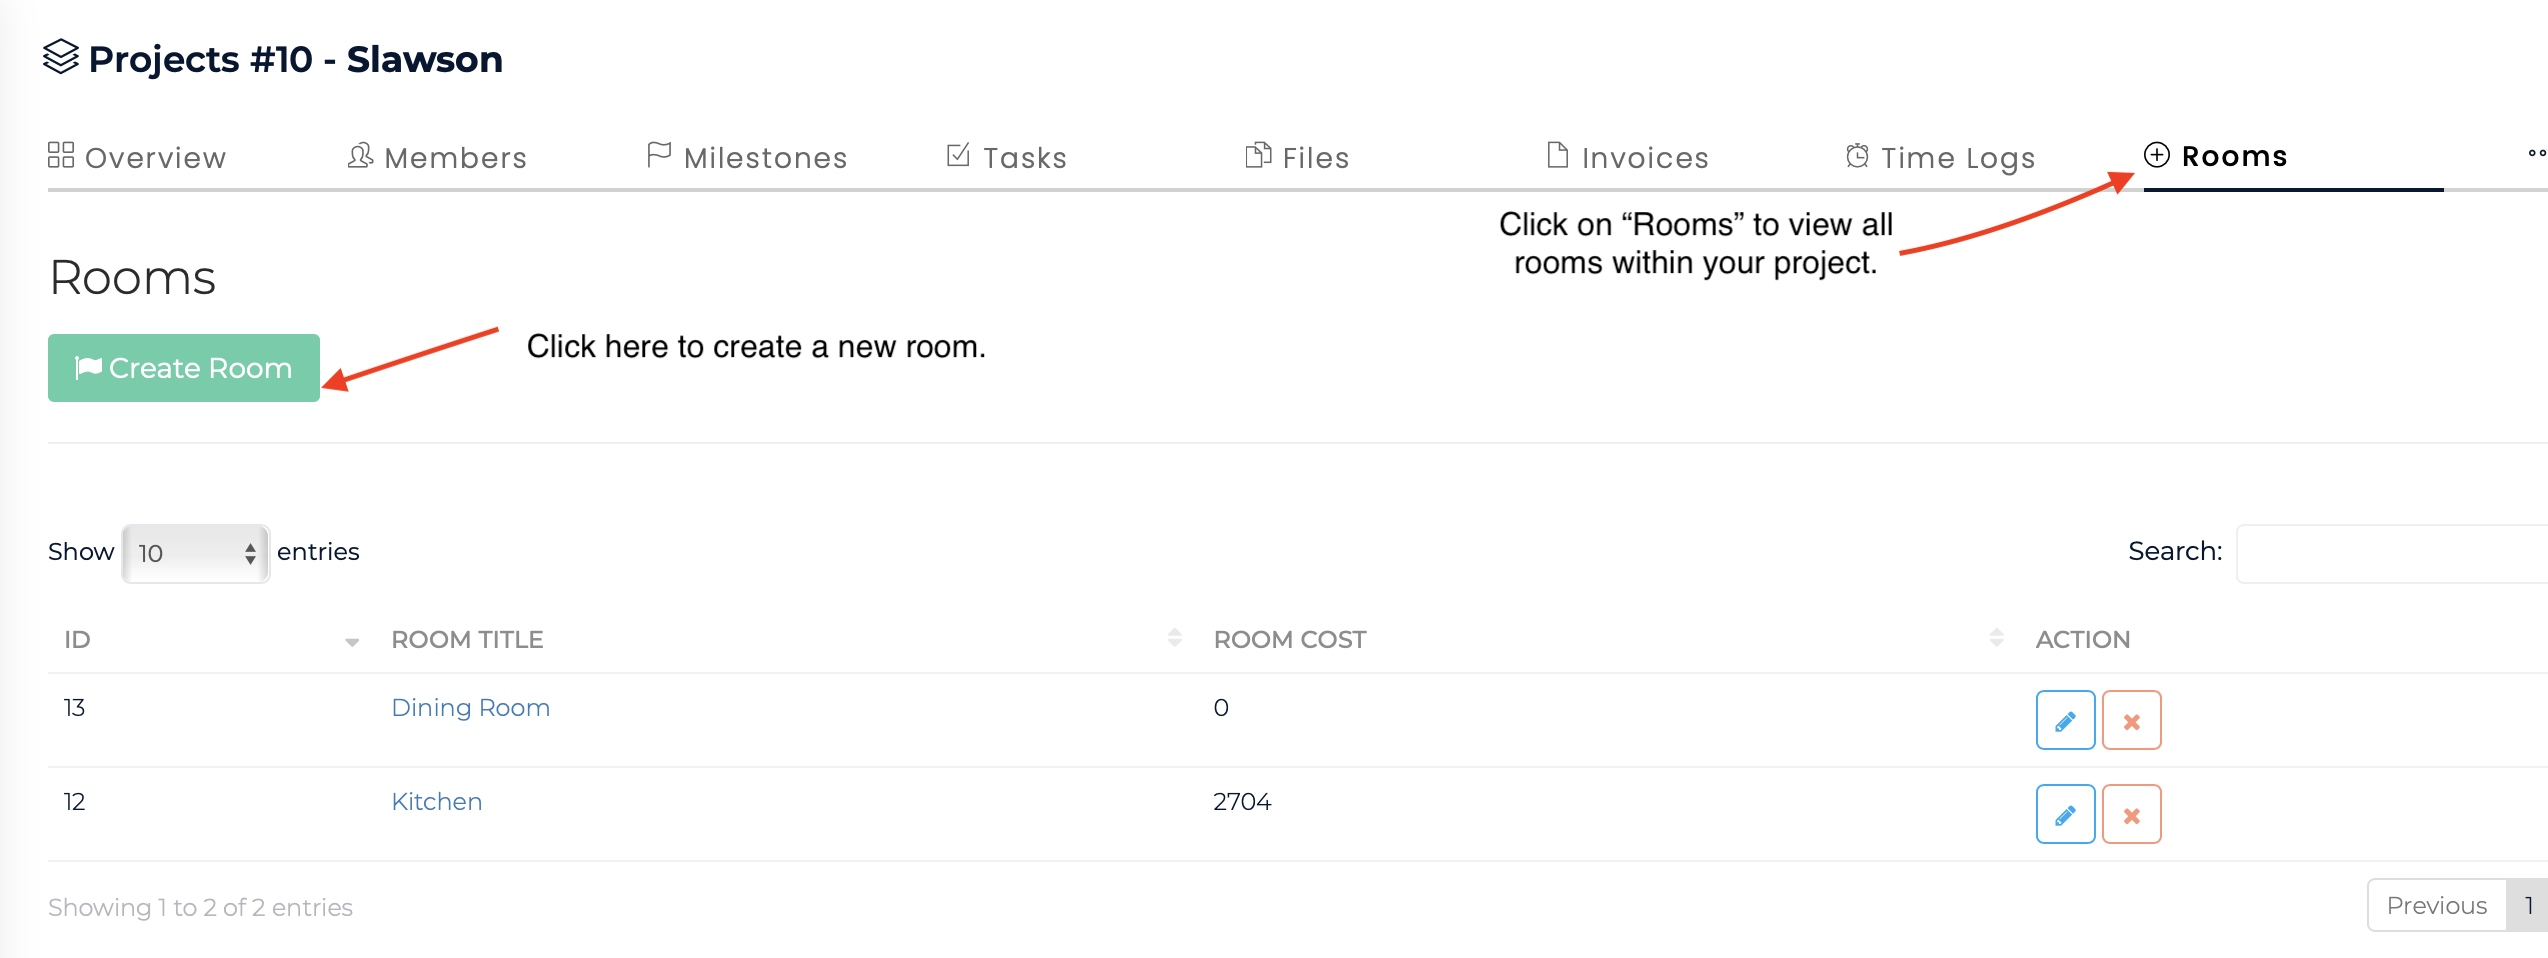 Projects #10 - Slawson
Overview Members Milestones Tasks Files Invoices Time Logs Rooms
Click on “Rooms” to view all
rooms within your project.
Rooms
Create Room
Click here to create a new room.
Show 10 entries
Search:
ID ROOM TITLE ROOM COST ACTION
13 Dining Room 0
12 Kitchen 2704
Showing 1 to 2 of 2 entries
Previous 1